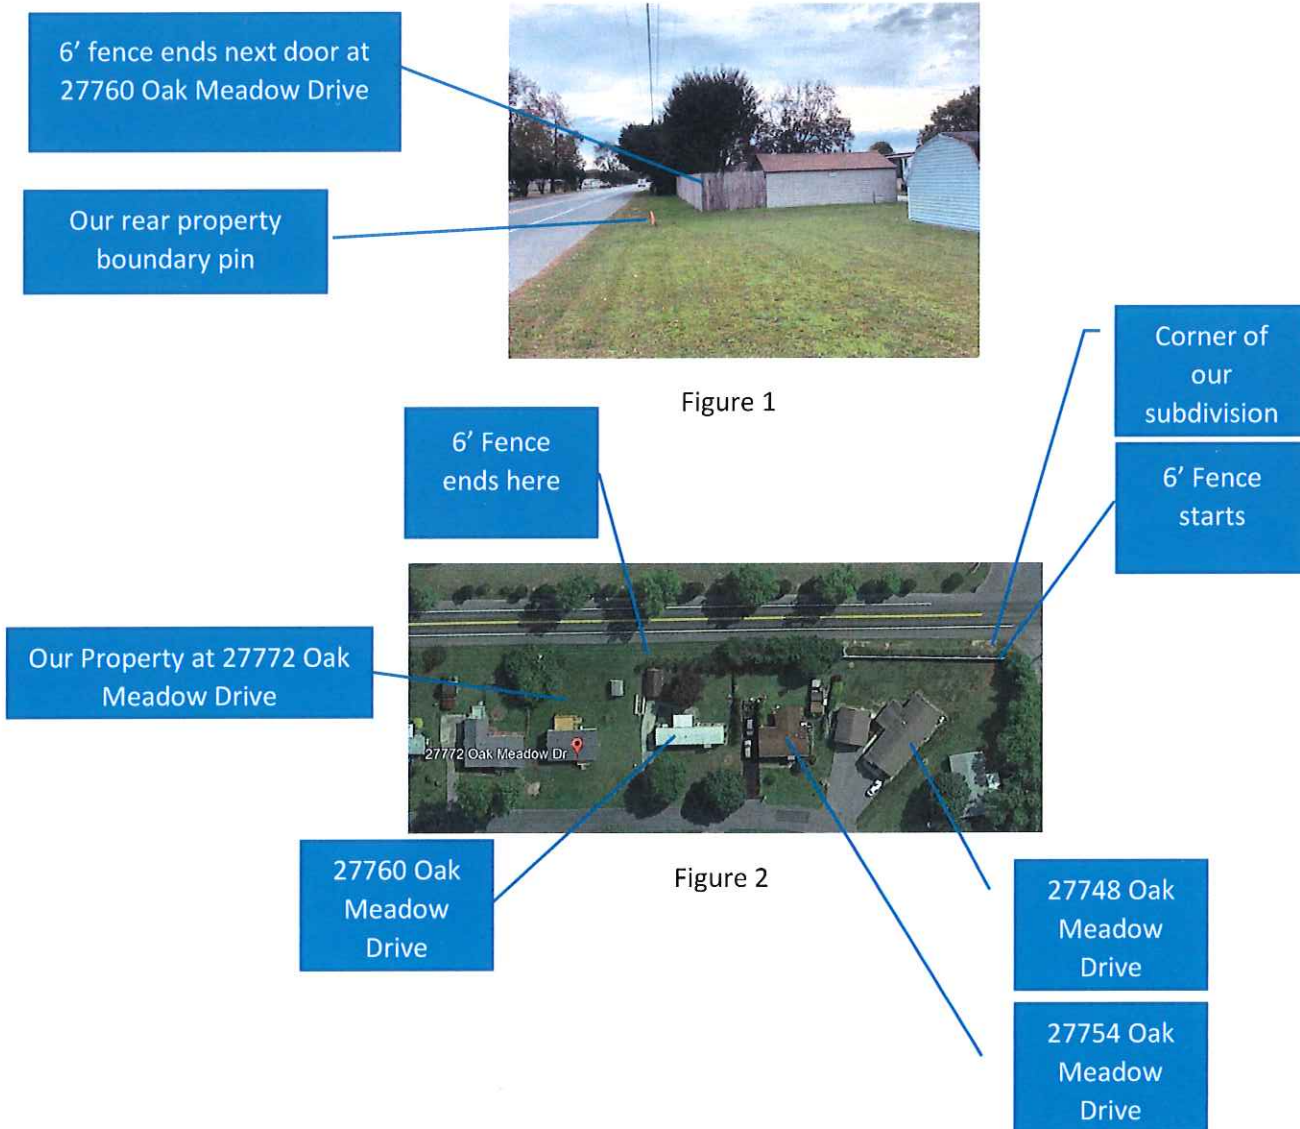 6’ fence ends next door at
27760 Oak Meadow Drive
Our rear property
boundary pin
Figure 1
Corner of
our
subdivision
6’ Fence
ends here
6’ Fence
starts
Our Property at 27772 Oak
Meadow Drive
27772 Oak Meadow Dr
27760 Oak
Meadow
Drive
Figure 2
27748 Oak
Meadow
Drive
27754 Oak
Meadow
Drive